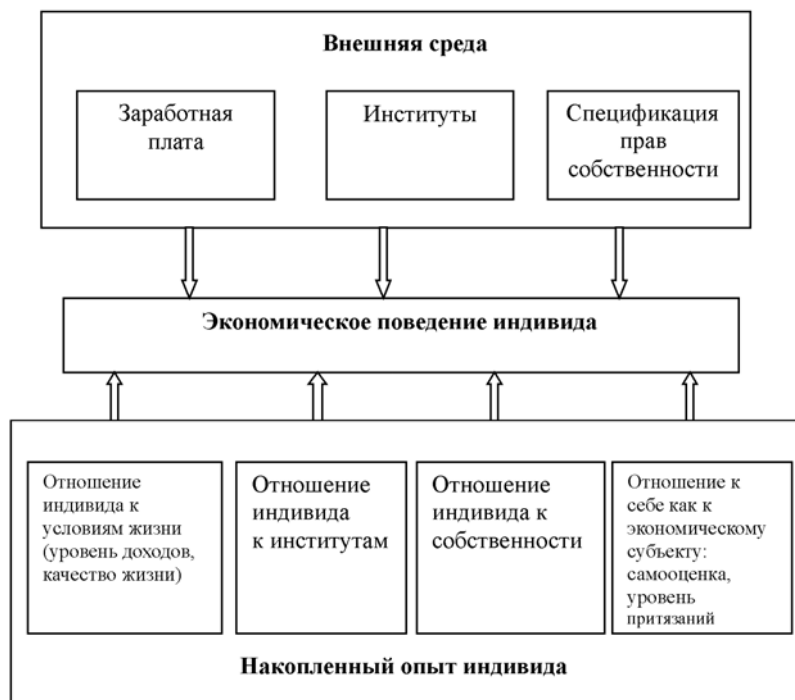 Внешняя среда
Заработная
плата
Институты
Спецификация
прав
собственности
Экономическое поведение индивида
Отношение
индивида к
условиям жизни
(уровень доходов,
качество жизни)
Отношение
индивида
к институтам
Отношение
индивида к
собственности
Отношение к
себе как к
экономическому
субъекту:
самооценка,
уровень
притязаний
Накопленный опыт индивида